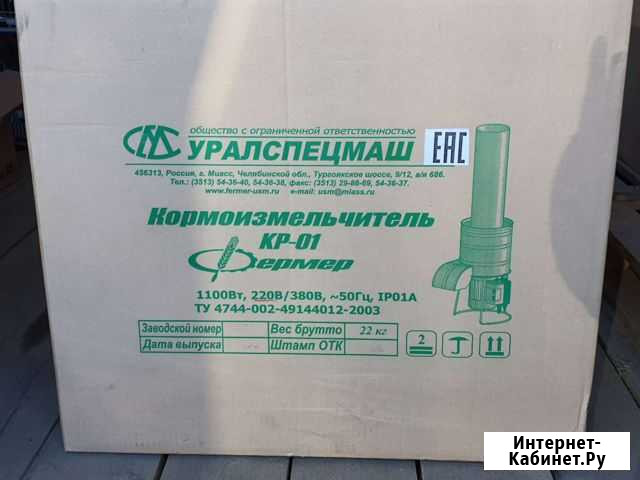 общество с ограниченной ответственностью
СМС УРАЛСПЕЦМАШ ЕАС
456313, Россия, г. Миасс, Челябинской обл., Тургоякское шоссе, 9/12, а/я 686.
Тел.: (3513) 54-36-40, 54-36-38, факс: (3513) 29-86-69, 54-36-37.
www.fermer-usm.ru e-mail: usm@miass.ru
Кормоизмельчитель
КР-01
Фермер
1100Вт, 220В/380В, ~50Гц, IP01А
ТУ 4744-002-49144012-2003
Заводской номер Вес брутто 22 кг
Дата выпуска Штамп ОТК
2
Интернет-
Кабинет.Ру